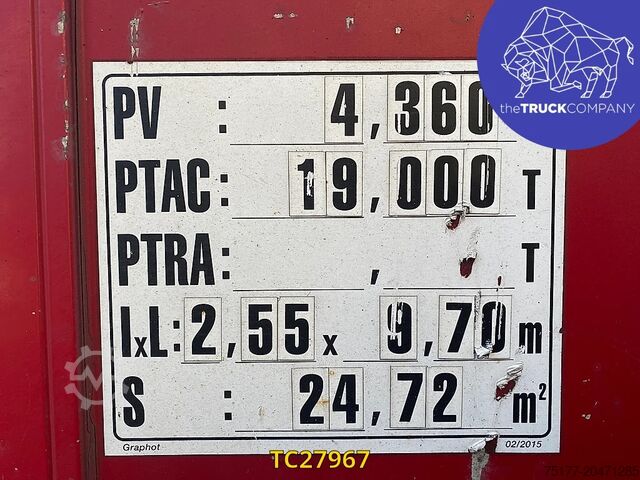 theTRUCKCOMPANY
PV : 4,360
PTAC: 19,000 T
PTRA: , T
lxL: 2,55 x 9,70 m
S : 24,72 m²
Graphot 02/2015
TC27967